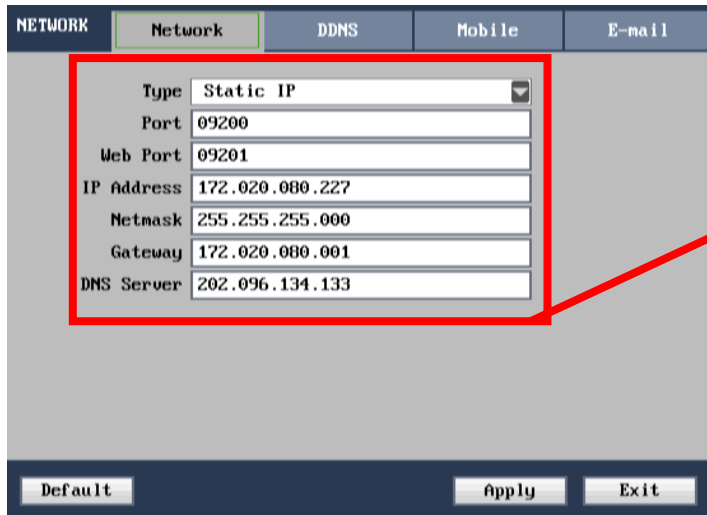 NETWORK Network DDNS Mobile E-mail
Type Static IP
Port 09200
Web Port 09201
IP Address 172.020.080.227
Netmask 255.255.255.000
Gateway 172.020.080.001
DNS Server 202.096.134.133
Default Apply Exit